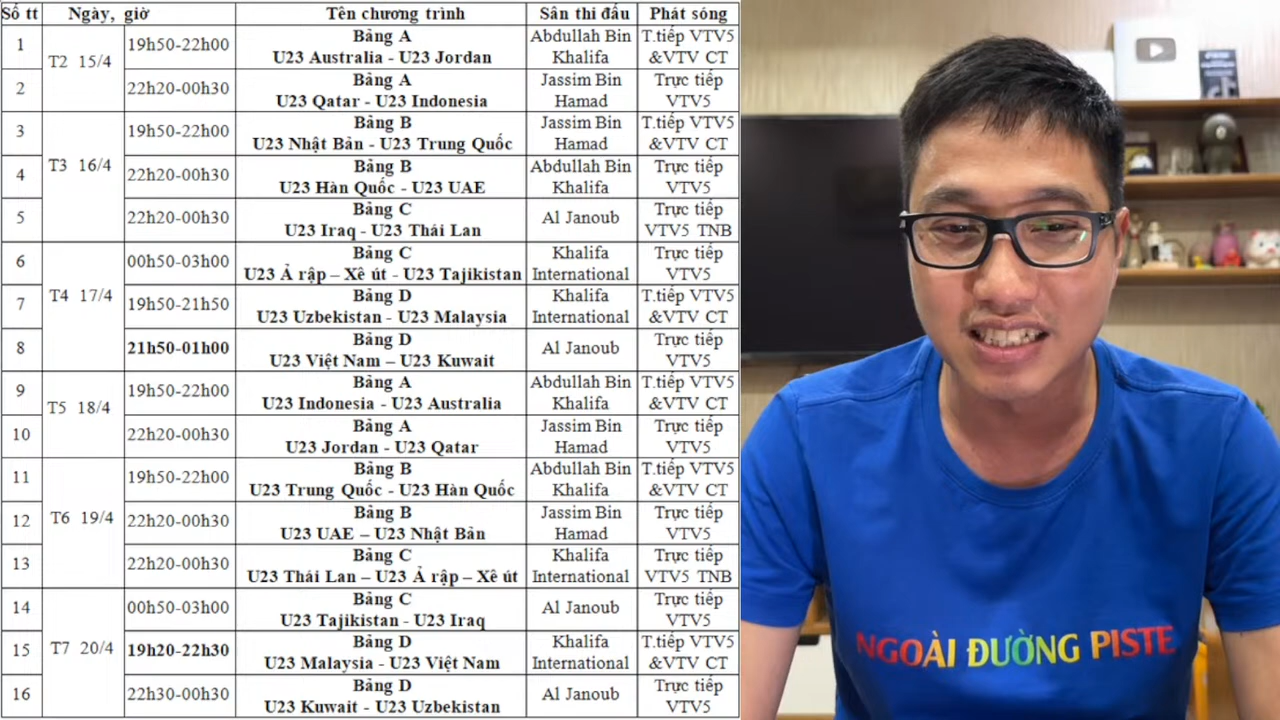 Số tt Ngày, giờ Tên chương trình Sân thi đấu Phát sóng
1 T2 15/4 19h50-22h00 Bảng A Abdullah Bin T.tiếp VTV5
U23 Australia - U23 Jordan Khalifa &VTV CT
2 22h20-00h30 Bảng A Jassim Bin Trực tiếp
U23 Qatar - U23 Indonesia Hamad VTV5
3 T3 16/4 19h50-22h00 Bảng B Jassim Bin T.tiếp VTV5
U23 Nhật Bản - U23 Trung Quốc Hamad &VTV CT
4 22h20-00h30 Bảng B Abdullah Bin Trực tiếp
U23 Hàn Quốc - U23 UAE Khalifa VTV5
5 22h20-00h30 Bảng C Al Janoub Trực tiếp
U23 Iraq - U23 Thái Lan VTV5 TNB
6 T4 17/4 00h50-03h00 Bảng C Khalifa Trực tiếp
U23 Ả rập – Xê út - U23 Tajikistan International VTV5
7 19h50-21h50 Bảng D Khalifa T.tiếp VTV5
U23 Uzbekistan - U23 Malaysia International &VTV CT
8 21h50-01h00 Bảng D Al Janoub Trực tiếp
U23 Việt Nam – U23 Kuwait VTV5
9 T5 18/4 19h50-22h00 Bảng A Abdullah Bin T.tiếp VTV5
U23 Indonesia - U23 Australia Khalifa &VTV CT
10 22h20-00h30 Bảng A Jassim Bin Trực tiếp
U23 Jordan - U23 Qatar Hamad VTV5
11 T6 19/4 19h50-22h00 Bảng B Abdullah Bin T.tiếp VTV5
U23 Trung Quốc - U23 Hàn Quốc Khalifa &VTV CT
12 22h20-00h30 Bảng B Jassim Bin Trực tiếp
U23 UAE – U23 Nhật Bản Hamad VTV5
13 22h20-00h30 Bảng C Khalifa Trực tiếp
U23 Thái Lan – U23 Ả rập – Xê út International VTV5 TNB
14 T7 20/4 00h50-03h00 Bảng C Al Janoub Trực tiếp
U23 Tajikistan - U23 Iraq VTV5
15 19h20-22h30 Bảng D Khalifa T.tiếp VTV5
U23 Malaysia - U23 Việt Nam International &VTV CT
16 22h30-00h30 Bảng D Al Janoub Trực tiếp
U23 Kuwait - U23 Uzbekistan VTV5
NGOÀI ĐƯỜNG PISTE